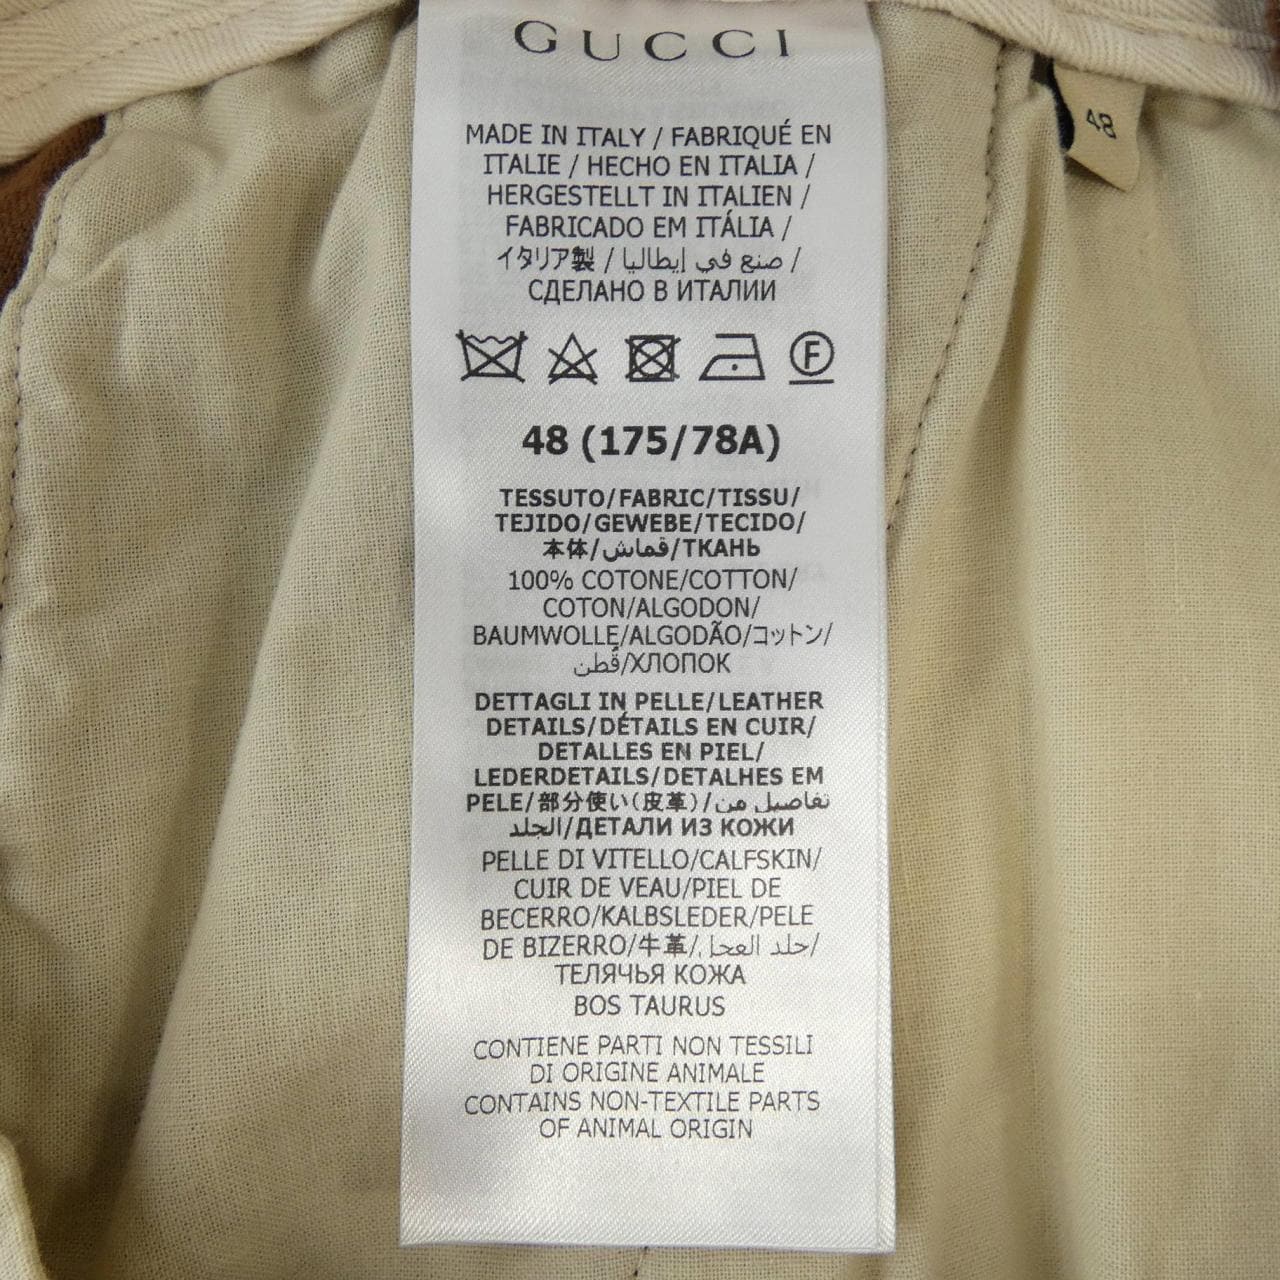 GUCCI
48
MADE IN ITALY / FABRIQUÉ EN
ITALIE / HECHO EN ITALIA /
HERGESTELLT IN ITALIEN /
FABRICADO EM ITÁLIA /
イタリア製 / صنع في إيطاليا /
СДЕЛАНО В ИТАЛИИ
F
48 (175/78A)
TESSUTO/FABRIC/TISSU/
TEJIDO/GEWEBE/TECIDO/
本体/قماش/ТКАНЬ
100% COTONE/COTTON/
COTON/ALGODON/
BAUMWOLLE/ALGODÃO/コットン/
قُطن/ХЛОПОК
DETTAGLI IN PELLE/LEATHER
DETAILS/DÉTAILS EN CUIR/
DETALLES EN PIEL/
LEDERDETAILS/DETALHES EM
PELE/部分使い(皮革)/تفاصيل من
الجلد/ДЕТАЛИ ИЗ КОЖИ
PELLE DI VITELLO/CALFSKIN/
CUIR DE VEAU/PIEL DE
BECERRO/KALBSLEDER/PELE
DE BIZERRO/牛革/جلد العجل/
ТЕЛЯЧЬЯ КОЖА
BOS TAURUS
CONTIENE PARTI NON TESSILI
DI ORIGINE ANIMALE
CONTAINS NON-TEXTILE PARTS
OF ANIMAL ORIGIN